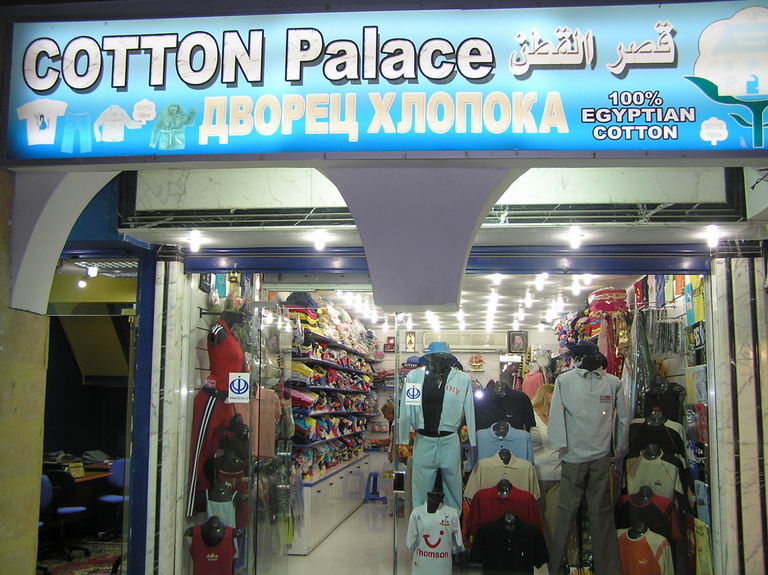 COTTON Palace قصر القطن
ДВОРЕЦ ХЛОПОКА
100%
EGYPTIAN
COTTON
Thomson